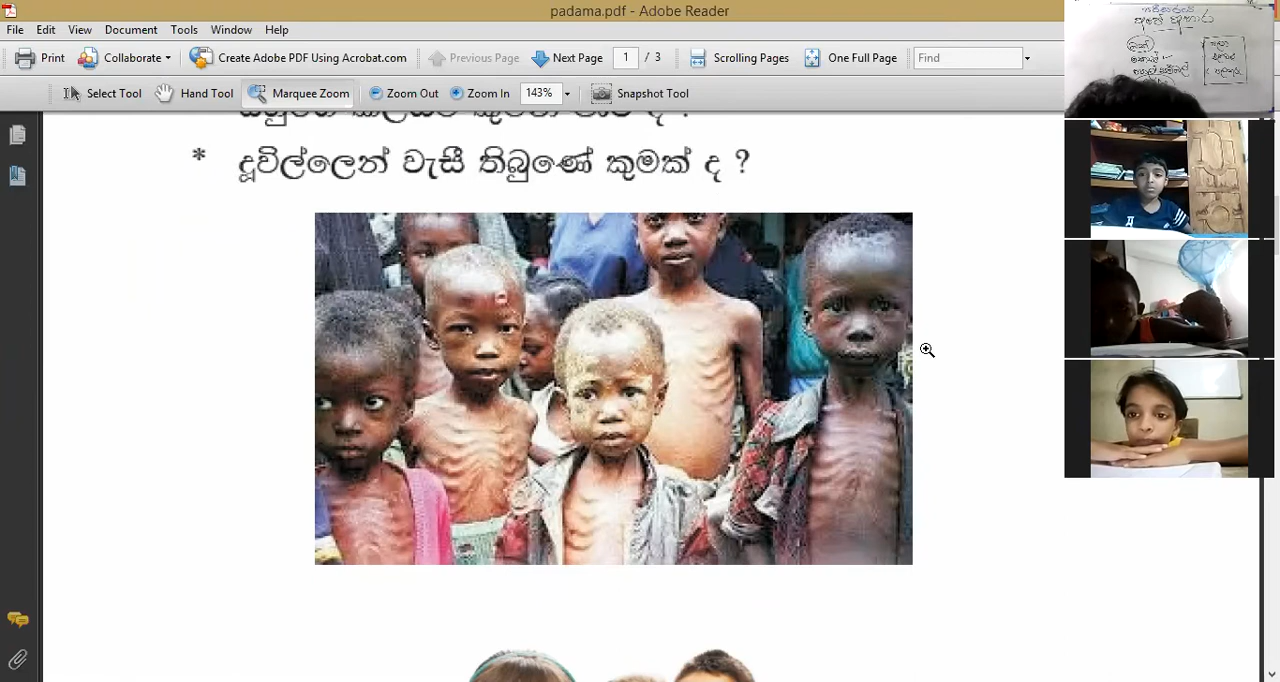 padama.pdf - Adobe Reader
File Edit View Document Tools Window Help
Print Collaborate Create Adobe PDF Using Acrobat.com Previous Page Next Page 1 / 3 Scrolling Pages One Full Page Find
Select Tool Hand Tool Marquee Zoom Zoom Out Zoom In 143% Snapshot Tool
* දූවිල්ලෙන් වැසී තිබුණේ කුමක් ද ?